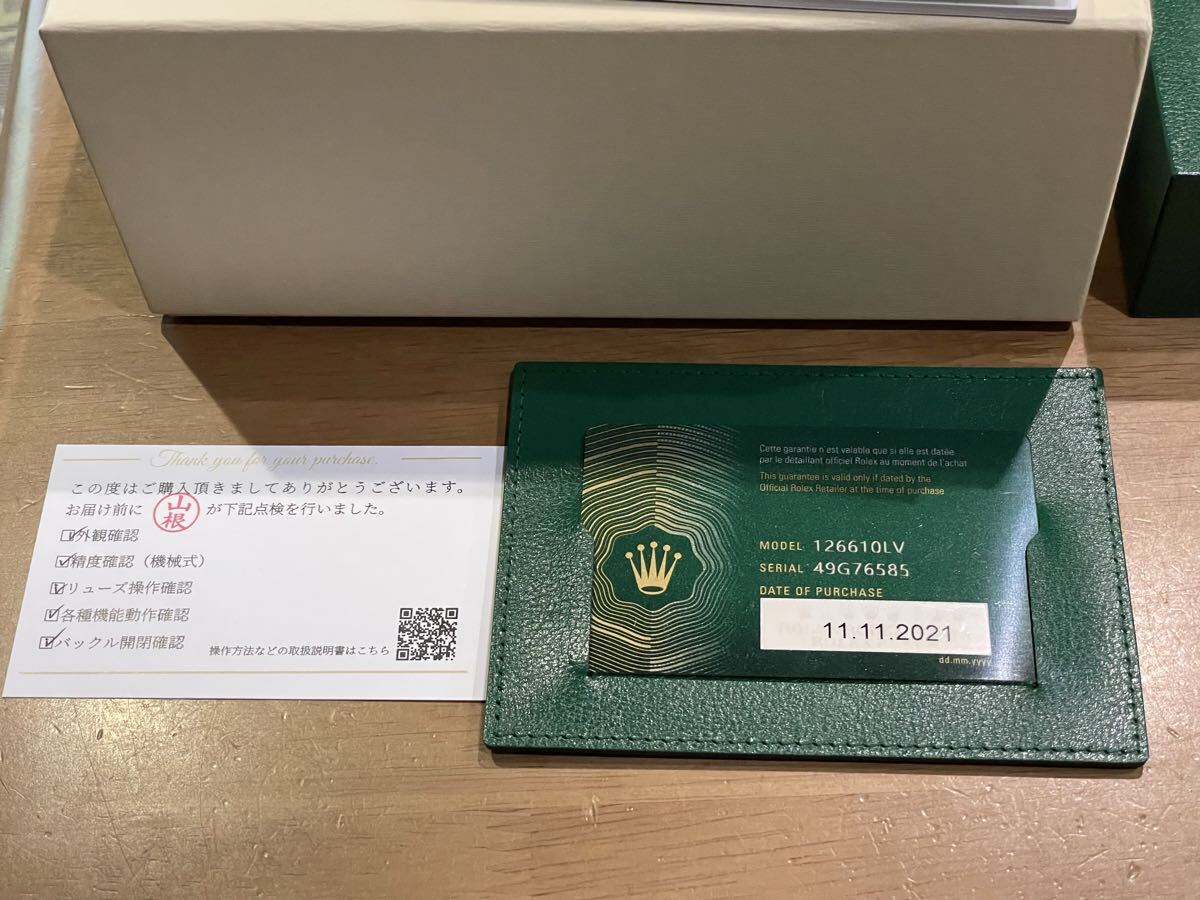 Thank you for your purchase.
この度はご購入頂きましてありがとうございます。
お届け前に 山根 が下記点検を行いました。
外観確認
精度確認（機械式）
リューズ操作確認
各種機能動作確認
バックル開閉確認
操作方法などの取扱説明書はこちら
Cette garantie n'est valable que si elle est datée
par le détaillant officiel Rolex au moment de l'achat
This guarantee is valid only if dated by the
Official Rolex Retailer at the time of purchase
MODEL 126610LV
SERIAL 49G76585
DATE OF PURCHASE
11.11.2021
dd.mm.yyyy